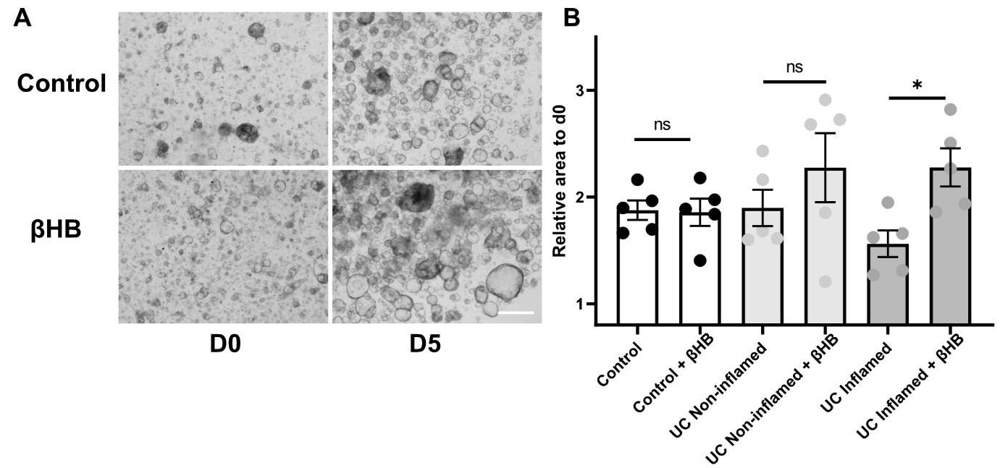 A
Control
βHB
D0
D5
B
Relative area to d0
3
2
1
ns
ns
*
Control
Control + βHB
UC Non-inflamed
UC Non-inflamed + βHB
UC Inflamed
UC Inflamed + βHB